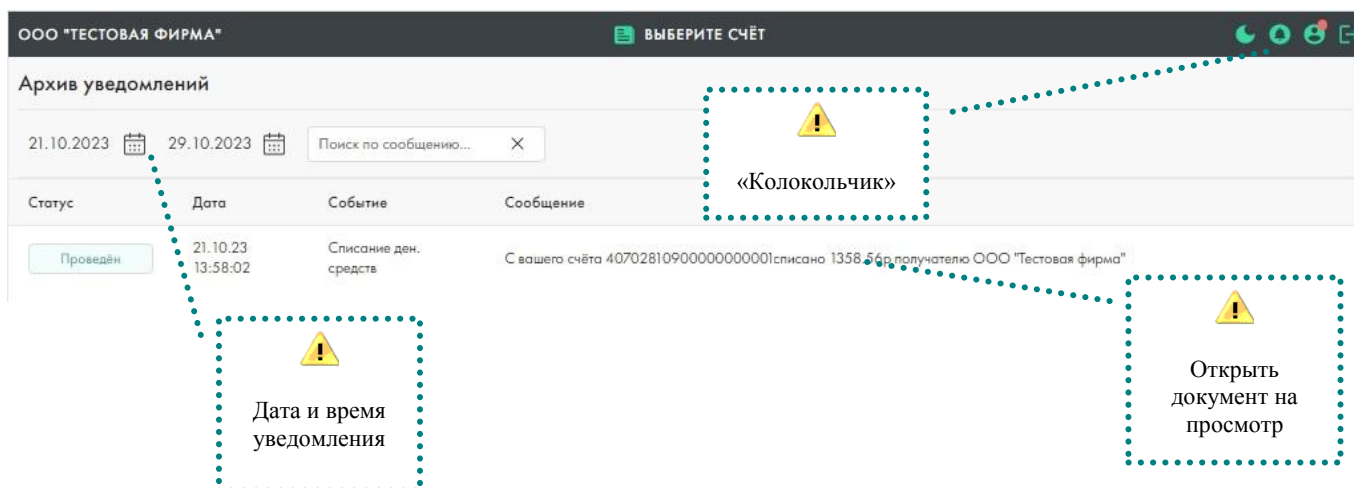 ООО "ТЕСТОВАЯ ФИРМА" ВЫБЕРИТЕ СЧЁТ
Архив уведомлений
21.10.2023 29.10.2023 Поиск по сообщению...
«Колокольчик»
Статус Дата Событие Сообщение
Проведён 21.10.23 13:58:02 Списание ден. средств С вашего счёта 40702810900000000001списано 1358.56р получателю ООО "Тестовая фирма"
Дата и время
уведомления
Открыть
документ на
просмотр